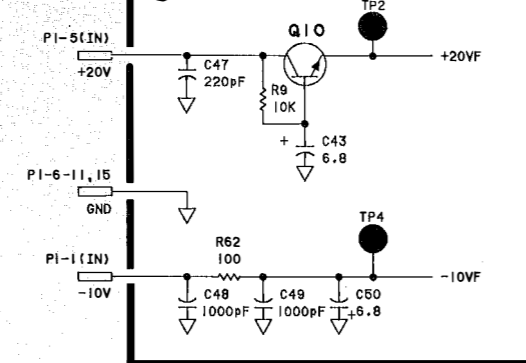 TP2
Q10
P1-5(IN)
+20VF
+20V
C47
220pF
R9
10K
+
C43
6.8
P1-6-11,15
GND
TP4
R62
100
P1-1(IN)
-10VF
-10V
C48
1000pF
C49
1000pF
C50
+6.8